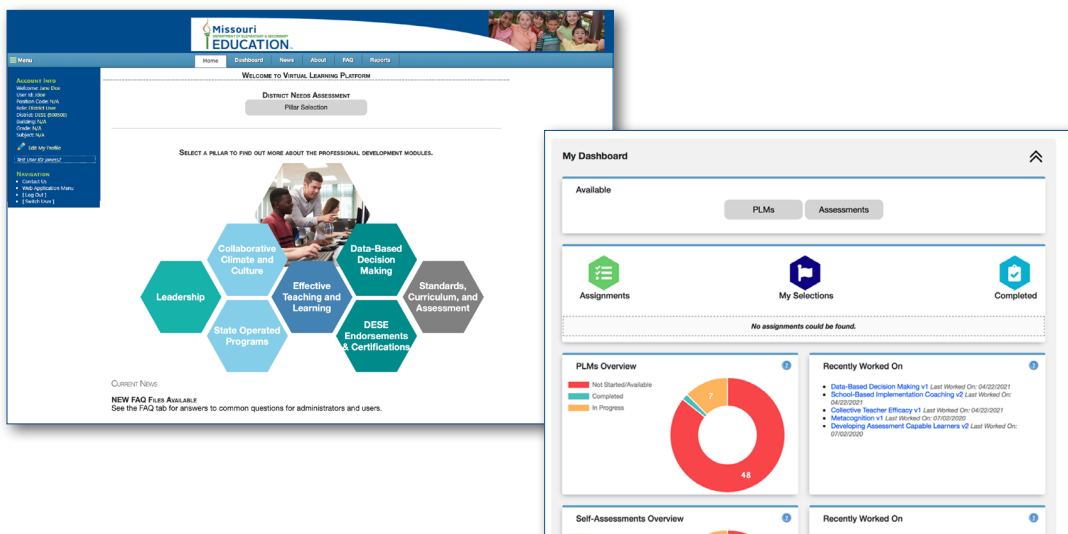 Missouri
DEPARTMENT OF ELEMENTARY & SECONDARY
EDUCATION
Menu
Home Dashboard News About FAQ Reports
ACCOUNT INFO
Welcome: Jane Doe
User Id: Jdoe
Position Code: N/A
Role: District User
District: DESE (500500)
Building: N/A
Grade: N/A
Subject: N/A
Edit My Profile
NAVIGATION
Contact Us
Web Application Menu
[ Log Out ]
[ Switch User ]
WELCOME TO VIRTUAL LEARNING PLATFORM
DISTRICT NEEDS ASSESSMENT
Pillar Selection
SELECT A PILLAR TO FIND OUT MORE ABOUT THE PROFESSIONAL DEVELOPMENT MODULES.
Leadership
Collaborative
Climate and
Culture
State Operated
Programs
Effective
Teaching and
Learning
Data-Based
Decision
Making
DESE
Endorsements
& Certifications
Standards,
Curriculum, and
Assessment
CURRENT NEWS
NEW FAQ FILES AVAILABLE
See the FAQ tab for answers to common questions for administrators and users.
My Dashboard
Available
PLMs Assessments
Assignments My Selections Completed
No assignments could be found.
PLMs Overview
Not Started/Available
Completed
In Progress
7
48
Recently Worked On
Data-Based Decision Making v1 Last Worked On: 04/22/2021
School-Based Implementation Coaching v2 Last Worked On:
04/22/2021
Collective Teacher Efficacy v1 Last Worked On: 04/22/2021
Metacognition v1 Last Worked On: 07/02/2020
Developing Assessment Capable Learners v2 Last Worked On:
07/02/2020
Self-Assessments Overview
Recently Worked On